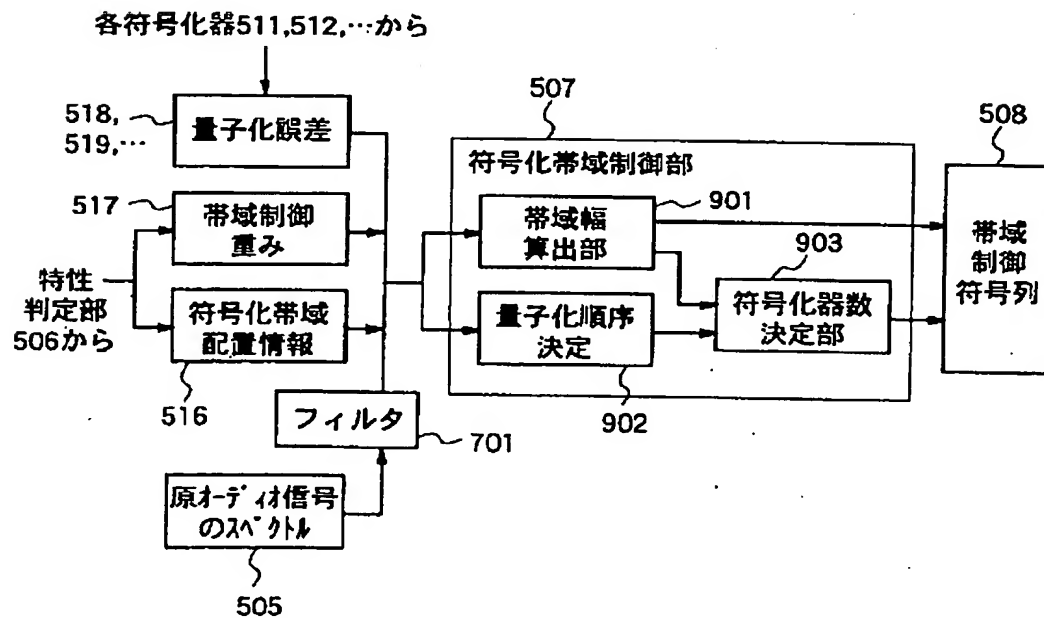 各符号化器511,512,…から
518,
519,…
量子化誤差
507
508
符号化帯域制御部
517
帯域制御
重み
901
帯域幅
算出部
903
帯域
制御
符号列
特性
判定部
506から
符号化帯域
配置情報
量子化順序
決定
符号化器数
決定部
516
902
フィルタ
701
原オーディオ信号
のスペクトル
505